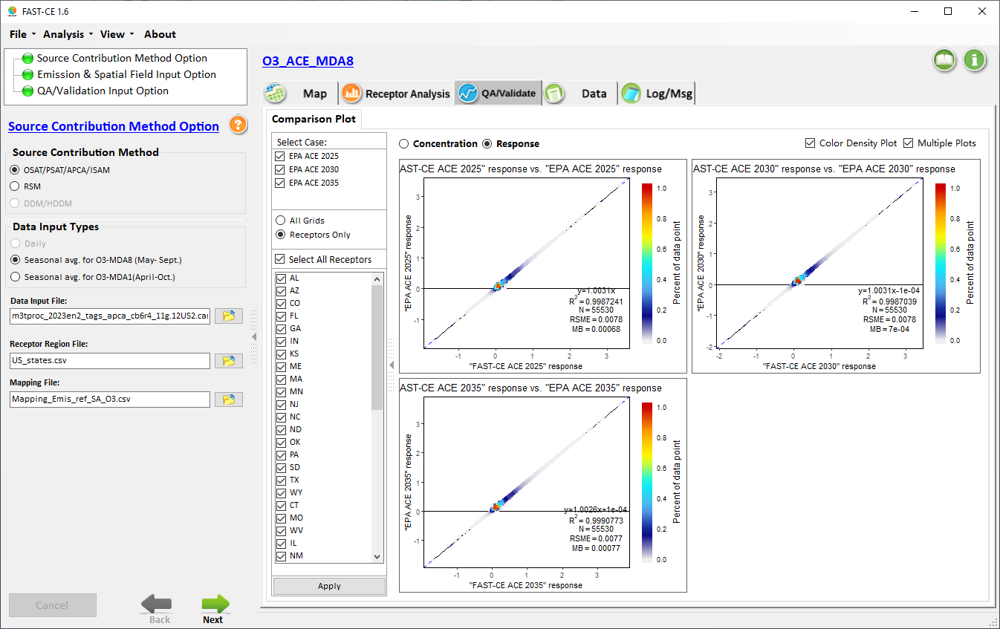 FAST-CE 1.6
File Analysis View About
Source Contribution Method Option
Emission & Spatial Field Input Option
QA/Validation Input Option
Source Contribution Method Option ?
Source Contribution Method
OSAT/PSAT/APCA/ISAM
RSM
DDM/HDDM
Data Input Types
Daily
Seasonal avg. for O3-MDA8 (May- Sept.)
Seasonal avg. for O3-MDA1(April-Oct.)
Data Input File:
m3tproc_2023en2_tags_apca_cb6r4_11g.12US2.cam
Receptor Region File:
US_states.csv
Mapping File:
Mapping_Emis_ref_SA_O3.csv
Cancel
Back
Next
O3_ACE_MDA8
Map Receptor Analysis QA/Validate Data Log/Msg
Comparison Plot
Select Case:
EPA ACE 2025
EPA ACE 2030
EPA ACE 2035
All Grids
Receptors Only
Select All Receptors
AL
AZ
CO
FL
GA
IN
KS
ME
MA
MN
NJ
NC
ND
OK
PA
SD
TX
WY
CT
MO
WV
IL
NM
Apply
Concentration Response
Color Density Plot Multiple Plots
AST-CE ACE 2025" response vs. "EPA ACE 2025" response
"EPA ACE 2025" response
3
2
1
0
-1
-1 0 1 2 3
"FAST-CE ACE 2025" response
y=1.0031x
R2=0.9987241
N=55530
RSME=0.0078
MB=0.00068
1.0
0.8
0.6
0.4
0.2
0.0
Percent of data point
AST-CE ACE 2030" response vs. "EPA ACE 2030" response
"EPA ACE 2030" response
3
2
1
0
-1
-2
-2 -1 0 1 2 3
"FAST-CE ACE 2030" response
y=1.0031x-1e-04
R2=0.9987039
N=55530
RSME=0.0078
MB=7e-04
1.0
0.8
0.6
0.4
0.2
0.0
Percent of data point
AST-CE ACE 2035" response vs. "EPA ACE 2035" response
"EPA ACE 2035" response
3
2
1
0
-1
-1 0 1 2 3
"FAST-CE ACE 2035" response
y=1.0026x+1e-04
R2=0.9990773
N=55530
RSME=0.0077
MB=0.00077
1.0
0.8
0.6
0.4
0.2
0.0
Percent of data point